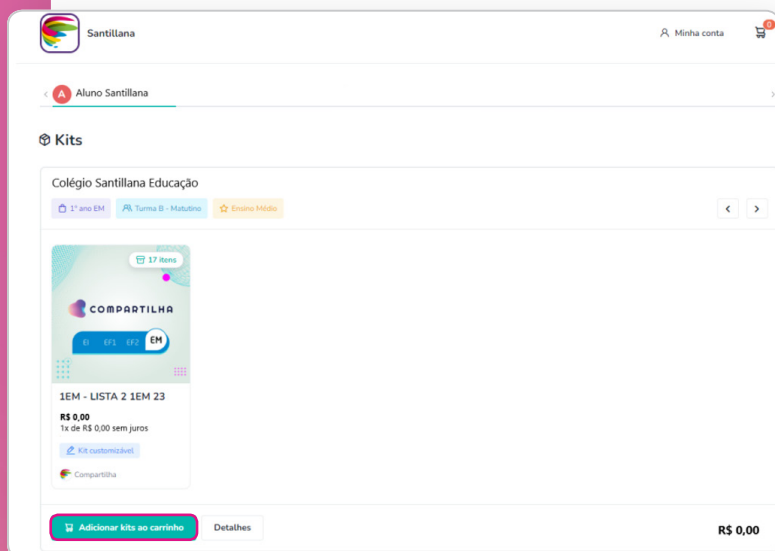 Santillana
Minha conta
0
A Aluno Santillana
Kits
Colégio Santillana Educação
1º ano EM
Turma B - Matutino
Ensino Médio
17 itens
COMPARTILHA
EI EF1 EF2 EM
1EM - LISTA 2 1EM 23
R$ 0,00
1x de R$ 0,00 sem juros
Kit customizável
Compartilha
Adicionar kits ao carrinho
Detalhes
R$ 0,00